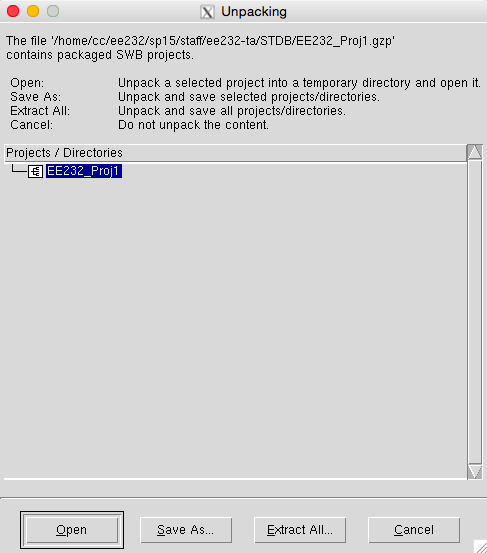 Unpacking
The file '/home/cc/ee232/sp15/staff/ee232-ta/STDB/EE232_Proj1.gzp'
contains packaged SWB projects.
Open: Unpack a selected project into a temporary directory and open it.
Save As: Unpack and save selected projects/directories.
Extract All: Unpack and save all projects/directories.
Cancel: Do not unpack the content.
Projects / Directories
EE232_Proj1
Open Save As... Extract All... Cancel